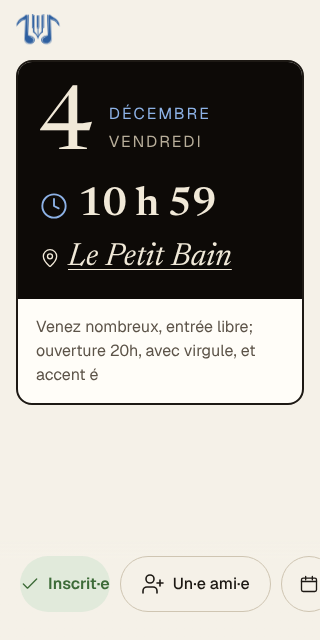 4
DÉCEMBRE
VENDREDI
10 h 59
Le Petit Bain
Venez nombreux, entrée libre;
ouverture 20h, avec virgule, et
accent é
Inscrit·e
Un·e ami·e